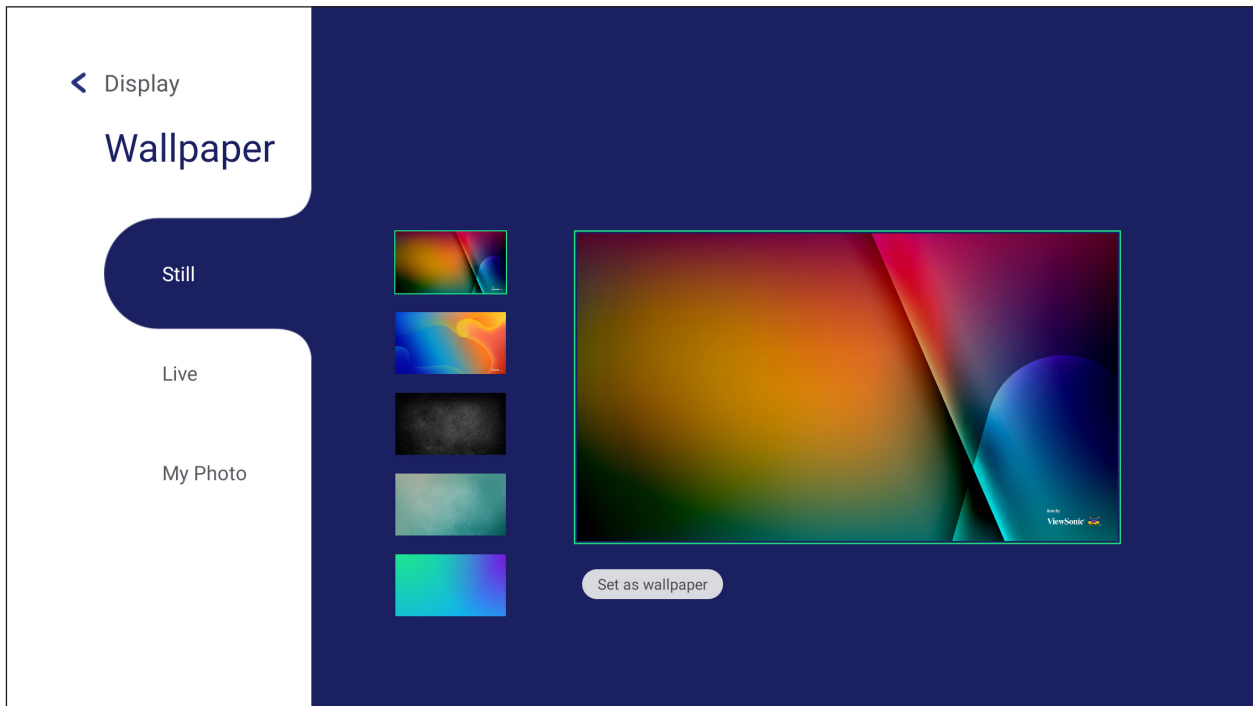 Display
Wallpaper
Still
Live
My Photo
ViewSonic
Set as wallpaper